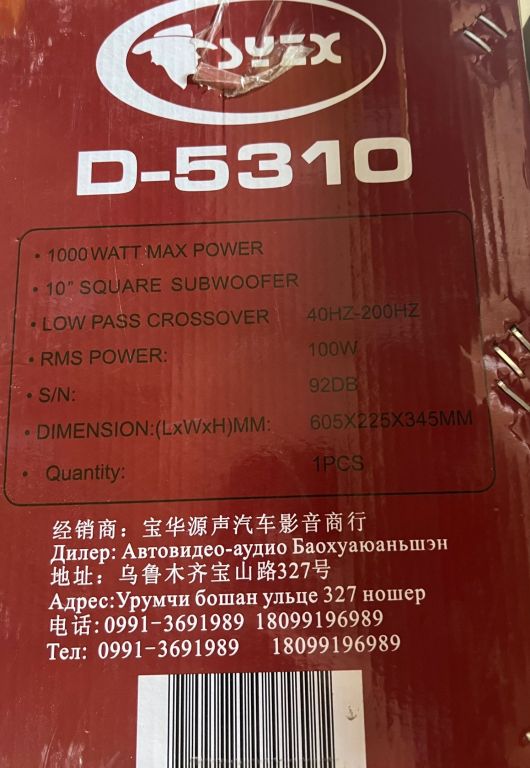 D-5310
• 1000WATT MAX POWER
• 10" SQUARE SUBWOOFER
• LOW PASS CROSSOVER 40HZ-200HZ
• RMS POWER: 100W
• S/N: 92DB
• DIMENSION:(LxWxH)MM: 605X225X345MM
• Quantity: 1PCS
经销商：宝华源声汽车影音商行
Дилер: Автовидео-аудио Баохуаюаньшэн
地址：乌鲁木齐宝山路327号
Адрес:Урумчи бошан ульце 327 ношер
电话:0991-3691989 18099196989
Тел: 0991-3691989 18099196989